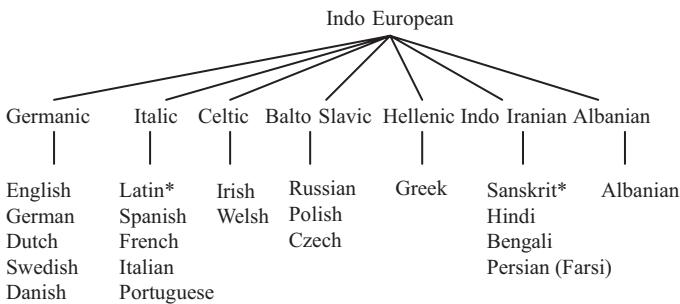 Indo European
Germanic Italic Celtic Balto Slavic Hellenic Indo Iranian Albanian
English Latin* Irish Russian Greek Sanskrit* Albanian
German Spanish Welsh Polish Hindi
Dutch French Czech Bengali
Swedish Italian Persian (Farsi)
Danish Portuguese